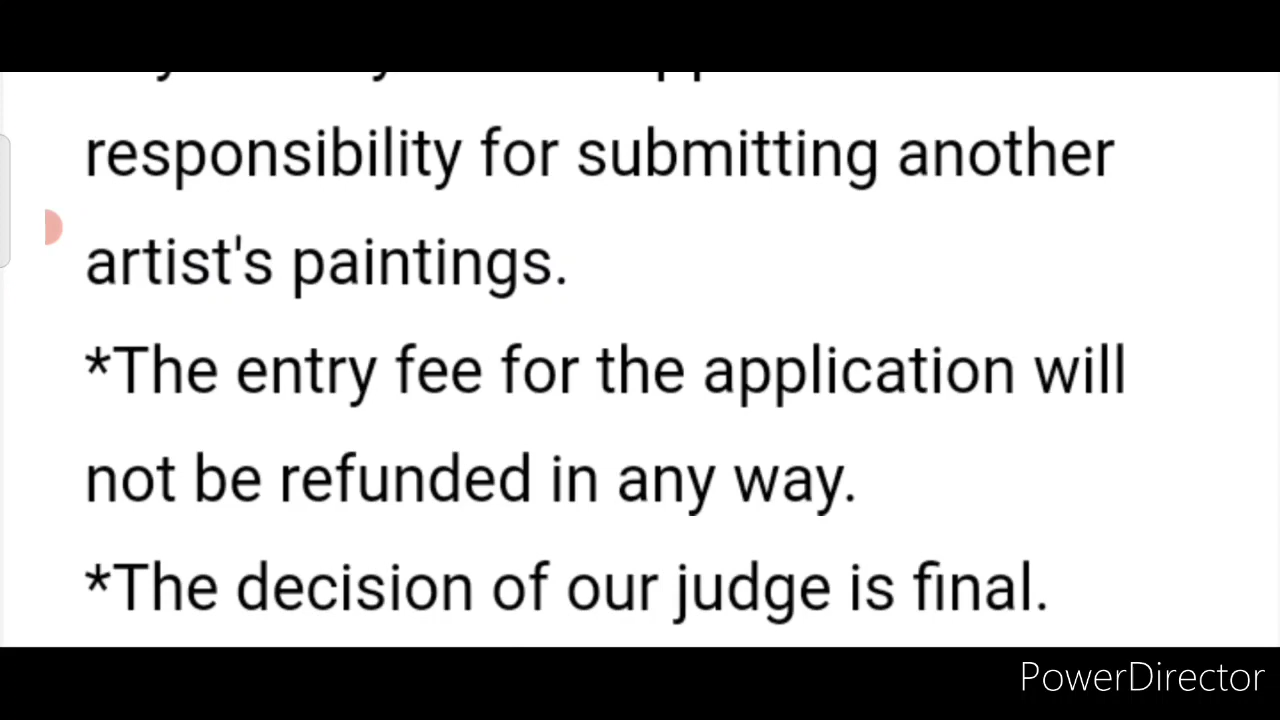 responsibility for submitting another
artist's paintings.
*The entry fee for the application will
not be refunded in any way.
*The decision of our judge is final.
PowerDirector